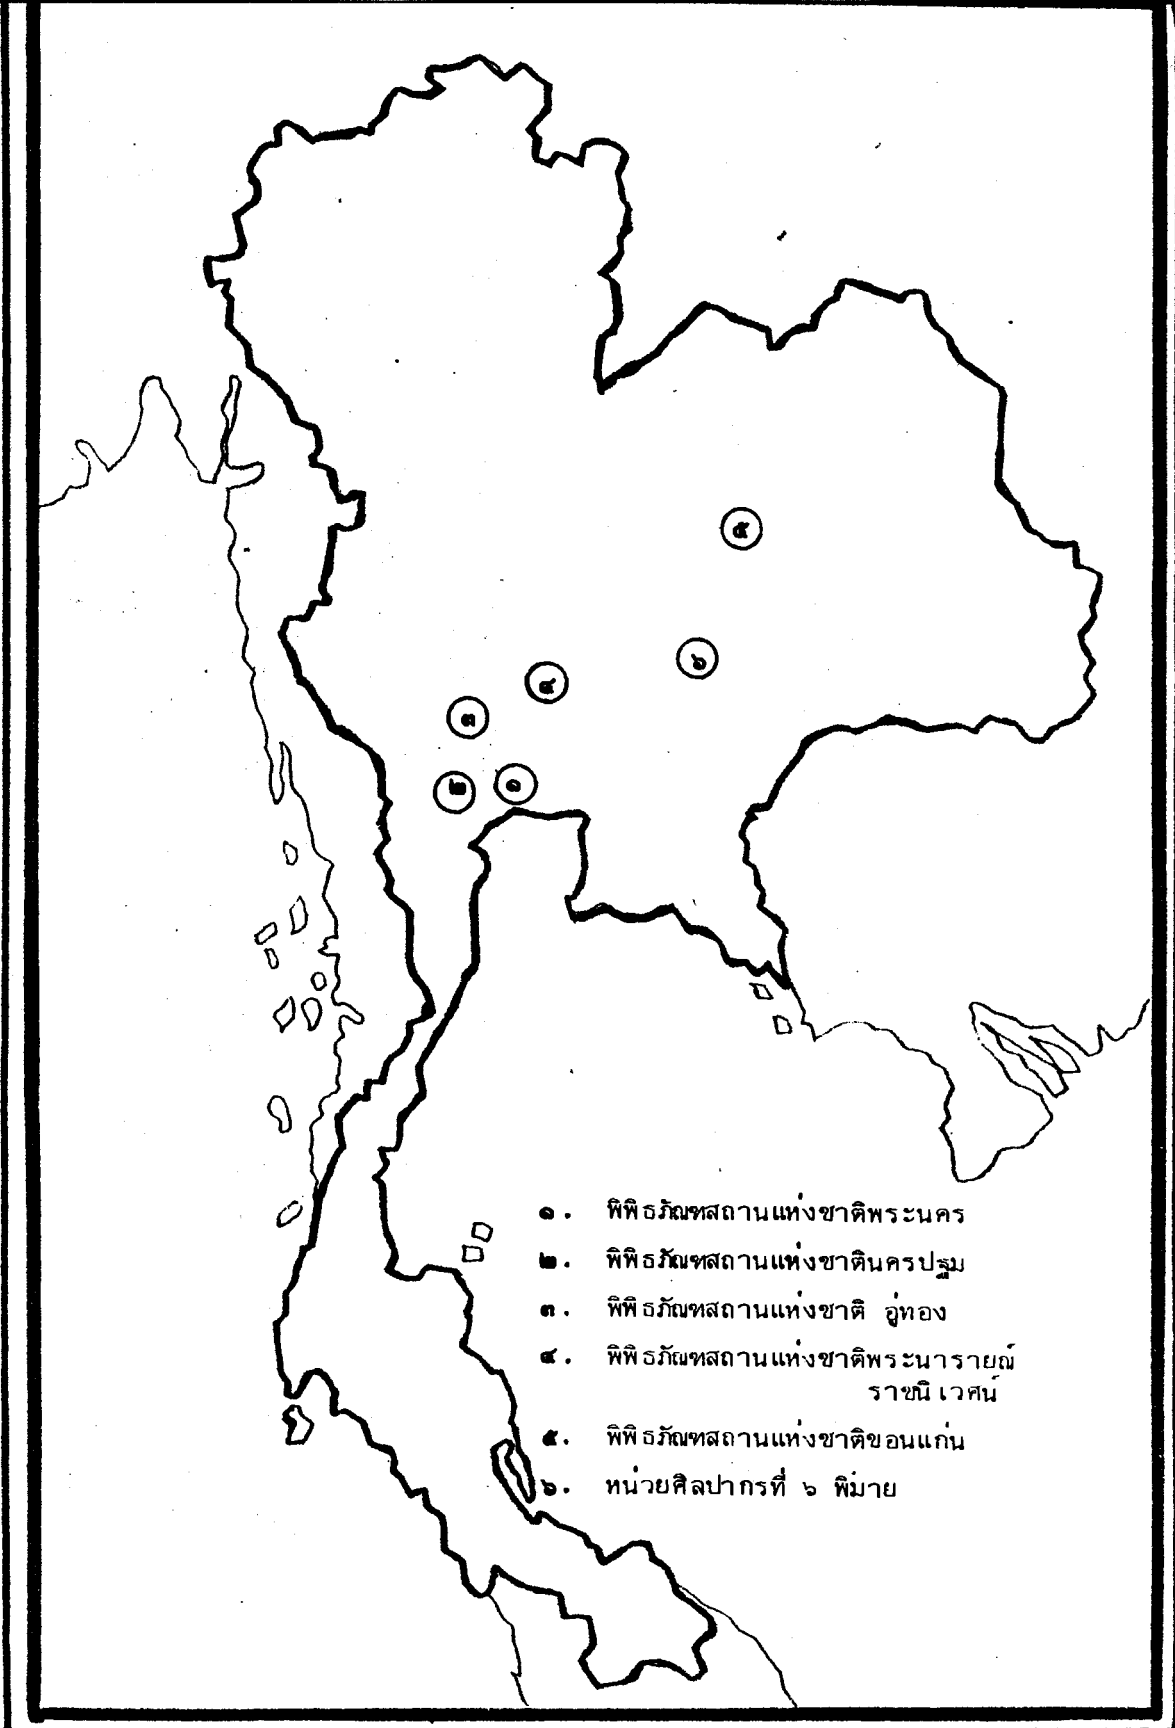 ๕
๖
๔
๓
๒
๑
๑. พิพิธภัณฑสถานแห่งชาติพระนคร
๒. พิพิธภัณฑสถานแห่งชาตินครปฐม
๓. พิพิธภัณฑสถานแห่งชาติ อู่ทอง
๔. พิพิธภัณฑสถานแห่งชาติพระนารายณ์
ราชนิเวศน์
๕. พิพิธภัณฑสถานแห่งชาติขอนแก่น
๖. หน่วยศิลปากรที่ ๖ พิมาย